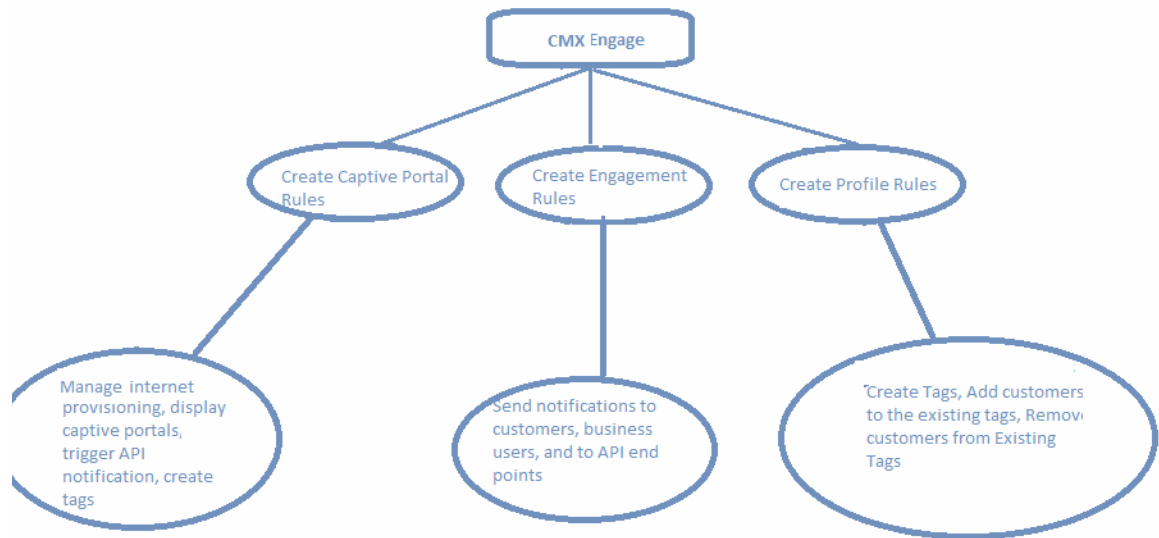 CMX Engage
Create Captive Portal
Rules
Create Engagement
Rules
Create Profile Rules
Manage internet
provisioning, display
captive portals,
trigger API
notification, create
tags
Send notifications to
customers, business
users, and to API end
points
Create Tags, Add customers
to the existing tags, Remove
customers from Existing
Tags